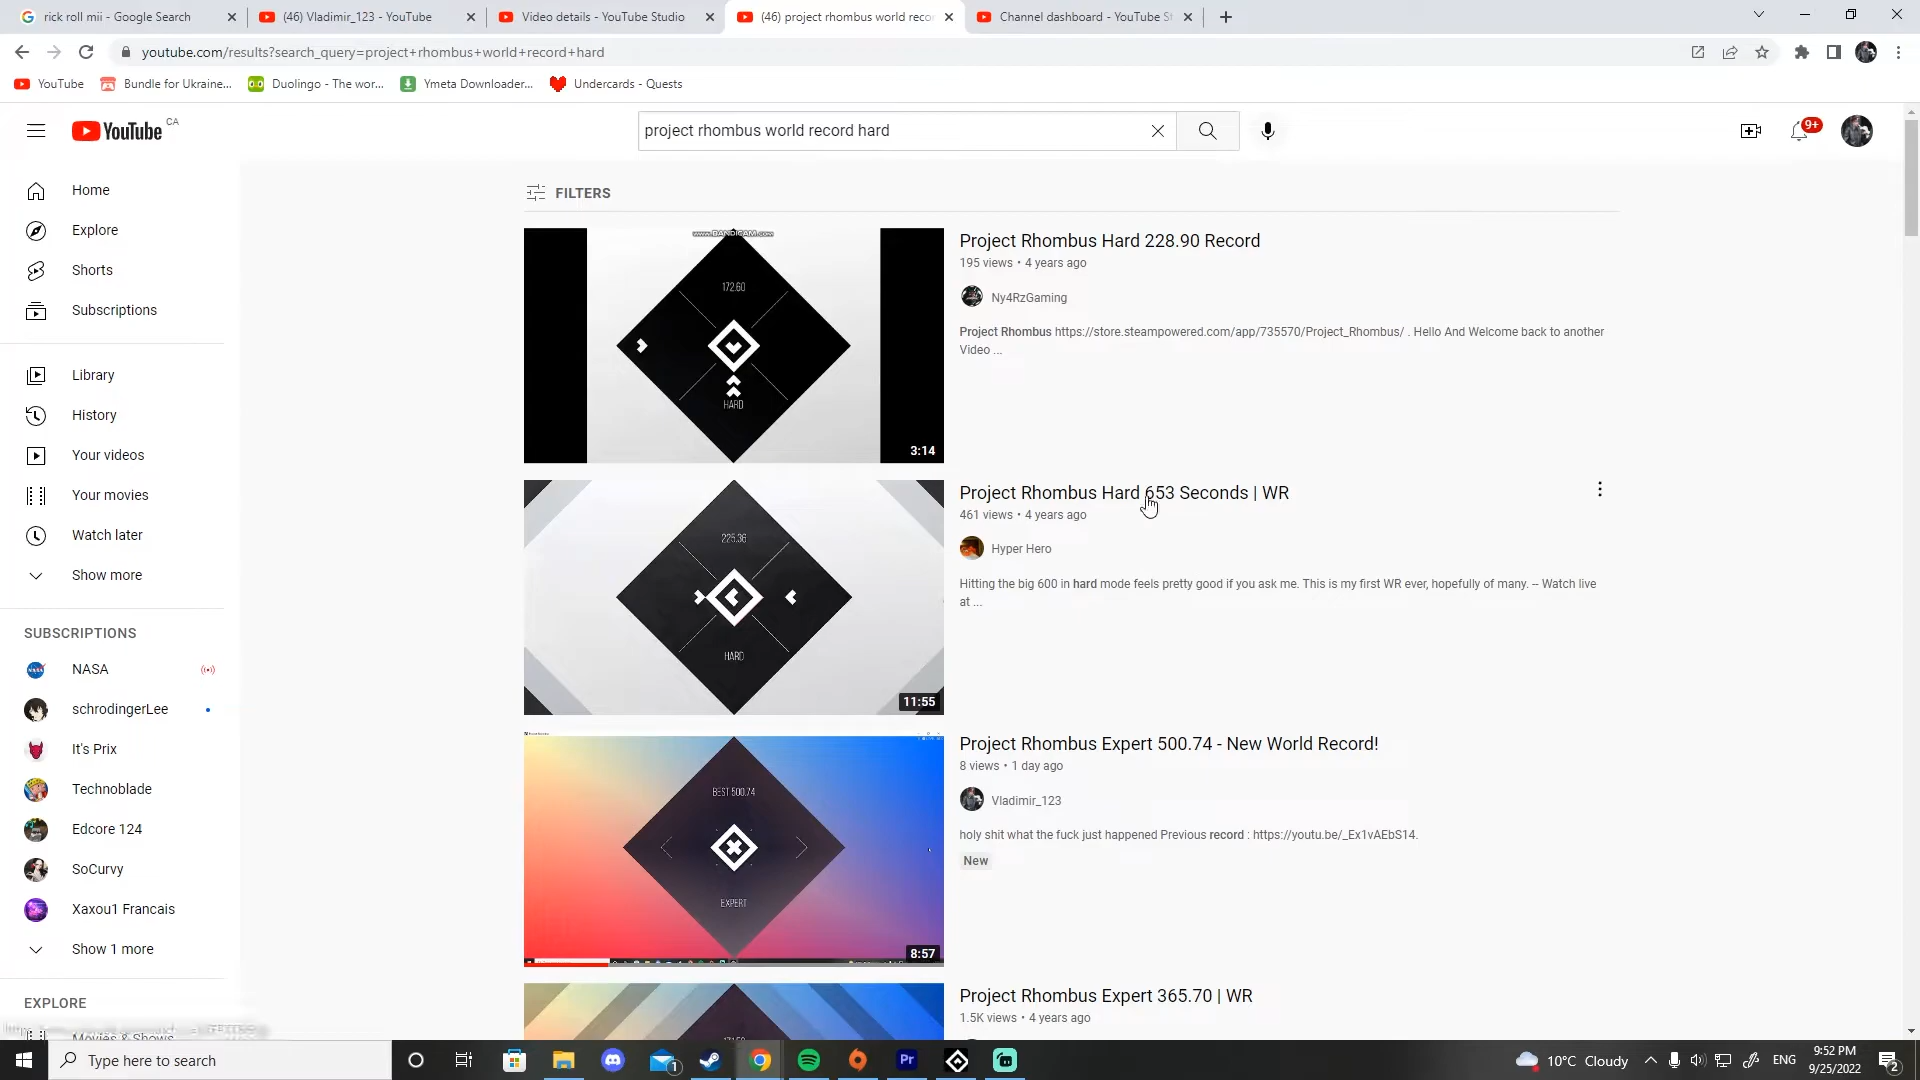 rick roll mii - Google Search
(46) Vladimir_123 - YouTube
Video details - YouTube Studio
(46) project rhombus world reco
Channel dashboard - YouTube St
youtube.com/results?search_query=project+rhombus+world+record+hard
YouTube
Bundle for Ukraine...
Duolingo - The wor...
Ymeta Downloader...
Undercards - Quests
YouTube CA
project rhombus world record hard
9+
Home
Explore
Shorts
Subscriptions
Library
History
Your videos
Your movies
Watch later
Show more
SUBSCRIPTIONS
NASA
schrodingerLee
It's Prix
Technoblade
Edcore 124
SoCurvy
Xaxou1 Francais
Show 1 more
EXPLORE
Movies & Shows
FILTERS
www.BANDICAM.com
172.60
HARD
3:14
Project Rhombus Hard 228.90 Record
195 views • 4 years ago
Ny4RzGaming
Project Rhombus https://store.steampowered.com/app/735570/Project_Rhombus/ . Hello And Welcome back to another
Video ...
225.36
HARD
11:55
Project Rhombus Hard 653 Seconds | WR
461 views • 4 years ago
Hyper Hero
Hitting the big 600 in hard mode feels pretty good if you ask me. This is my first WR ever, hopefully of many. -- Watch live
at ...
BEST 500.74
EXPERT
8:57
Project Rhombus Expert 500.74 - New World Record!
8 views • 1 day ago
Vladimir_123
holy shit what the fuck just happened Previous record : https://youtu.be/_Ex1vAEbS14.
New
Project Rhombus Expert 365.70 | WR
1.5K views • 4 years ago
Type here to search
1
Pr
10°C Cloudy
ENG
9:52 PM
9/25/2022
2